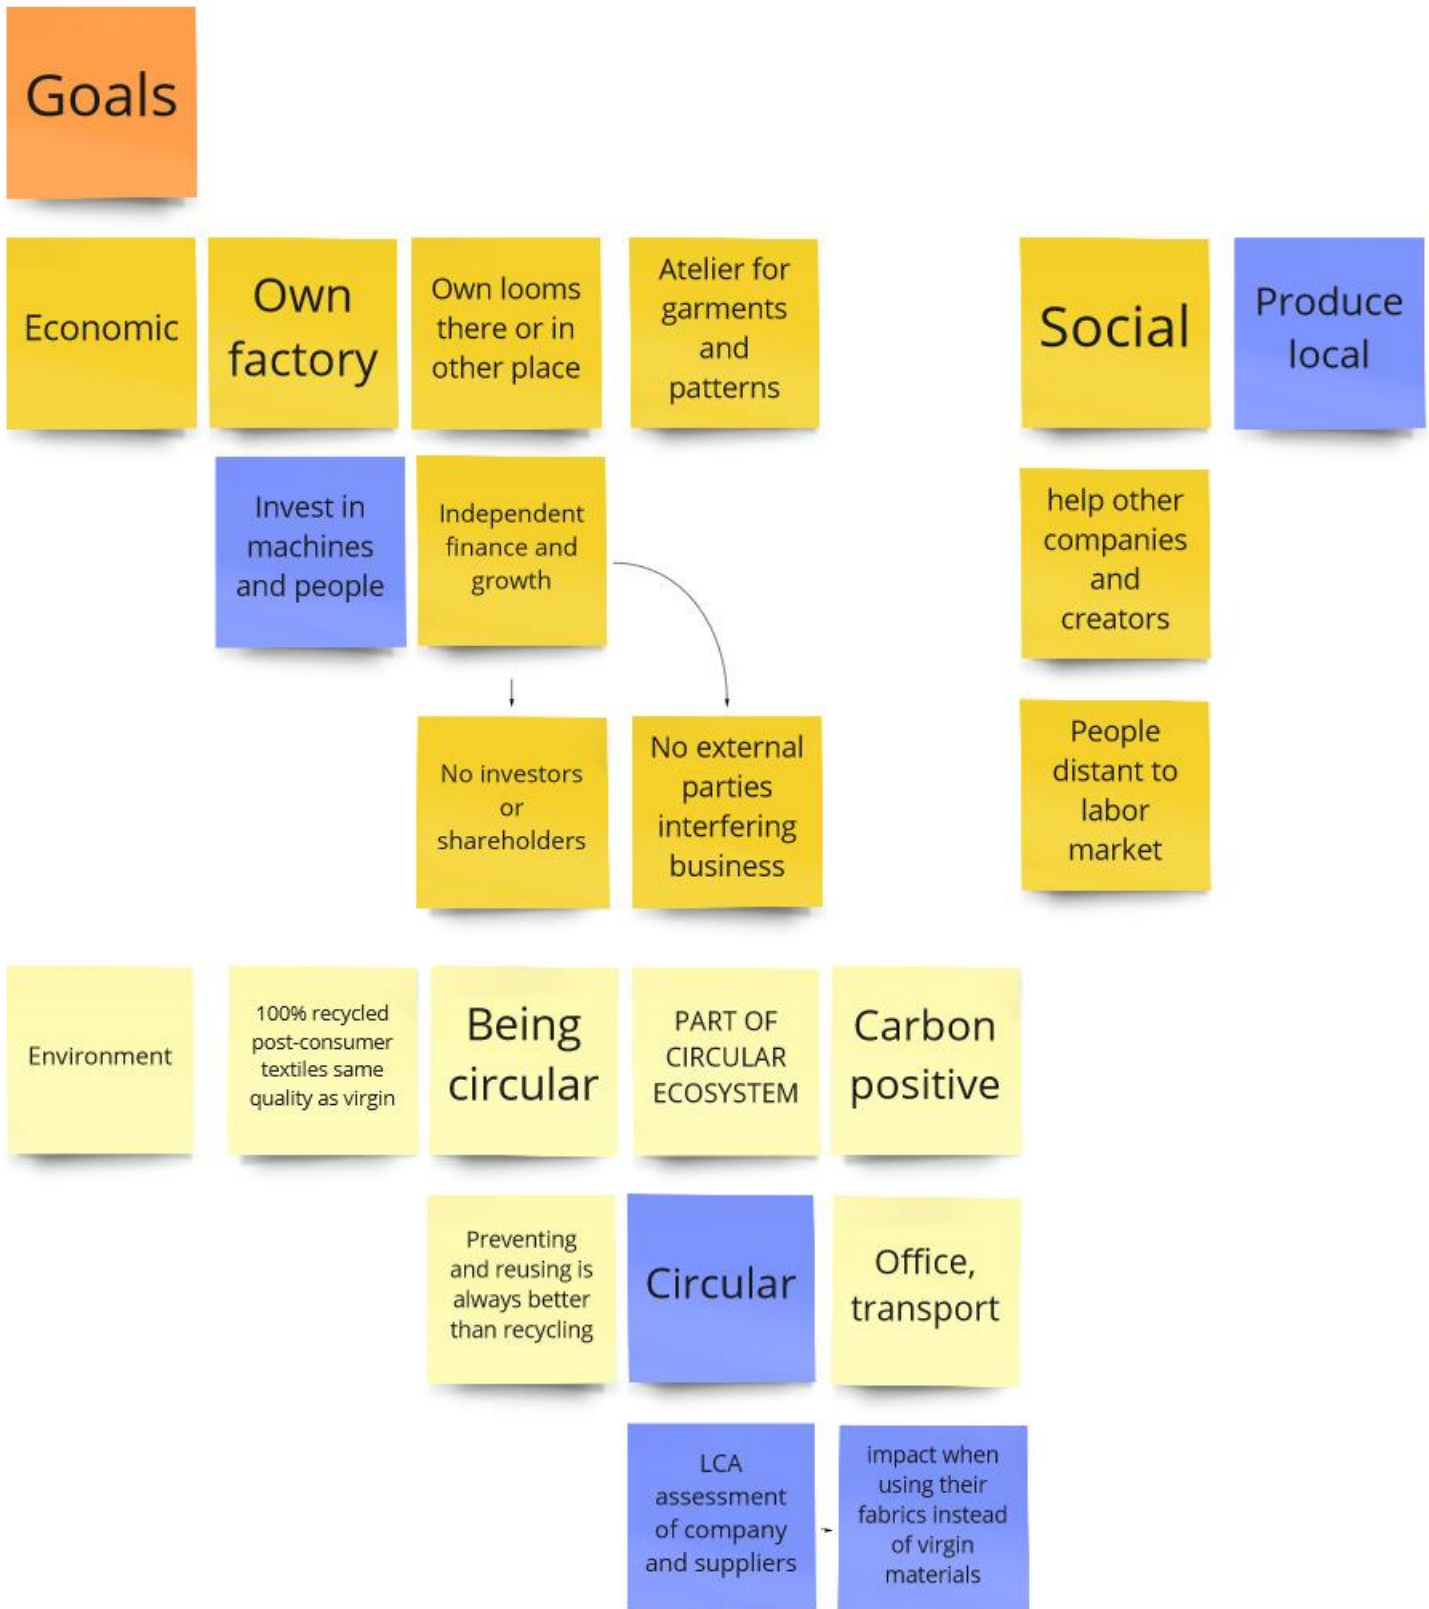 Goals
Economic
Own
factory
Own looms
there or in
other place
Atelier for
garments
and
patterns
Social
Produce
local
Invest in
machines
and people
Independent
finance and
growth
help other
companies
and
creators
No investors
or
shareholders
No external
parties
interfering
business
People
distant to
labor
market
Environment
100% recycled
post-consumer
textiles same
quality as virgin
Being
circular
PART OF
CIRCULAR
ECOSYSTEM
Carbon
positive
Preventing
and reusing is
always better
than recycling
Circular
Office,
transport
LCA
assessment
of company
and suppliers
impact when
using their
fabrics instead
of virgin
materials